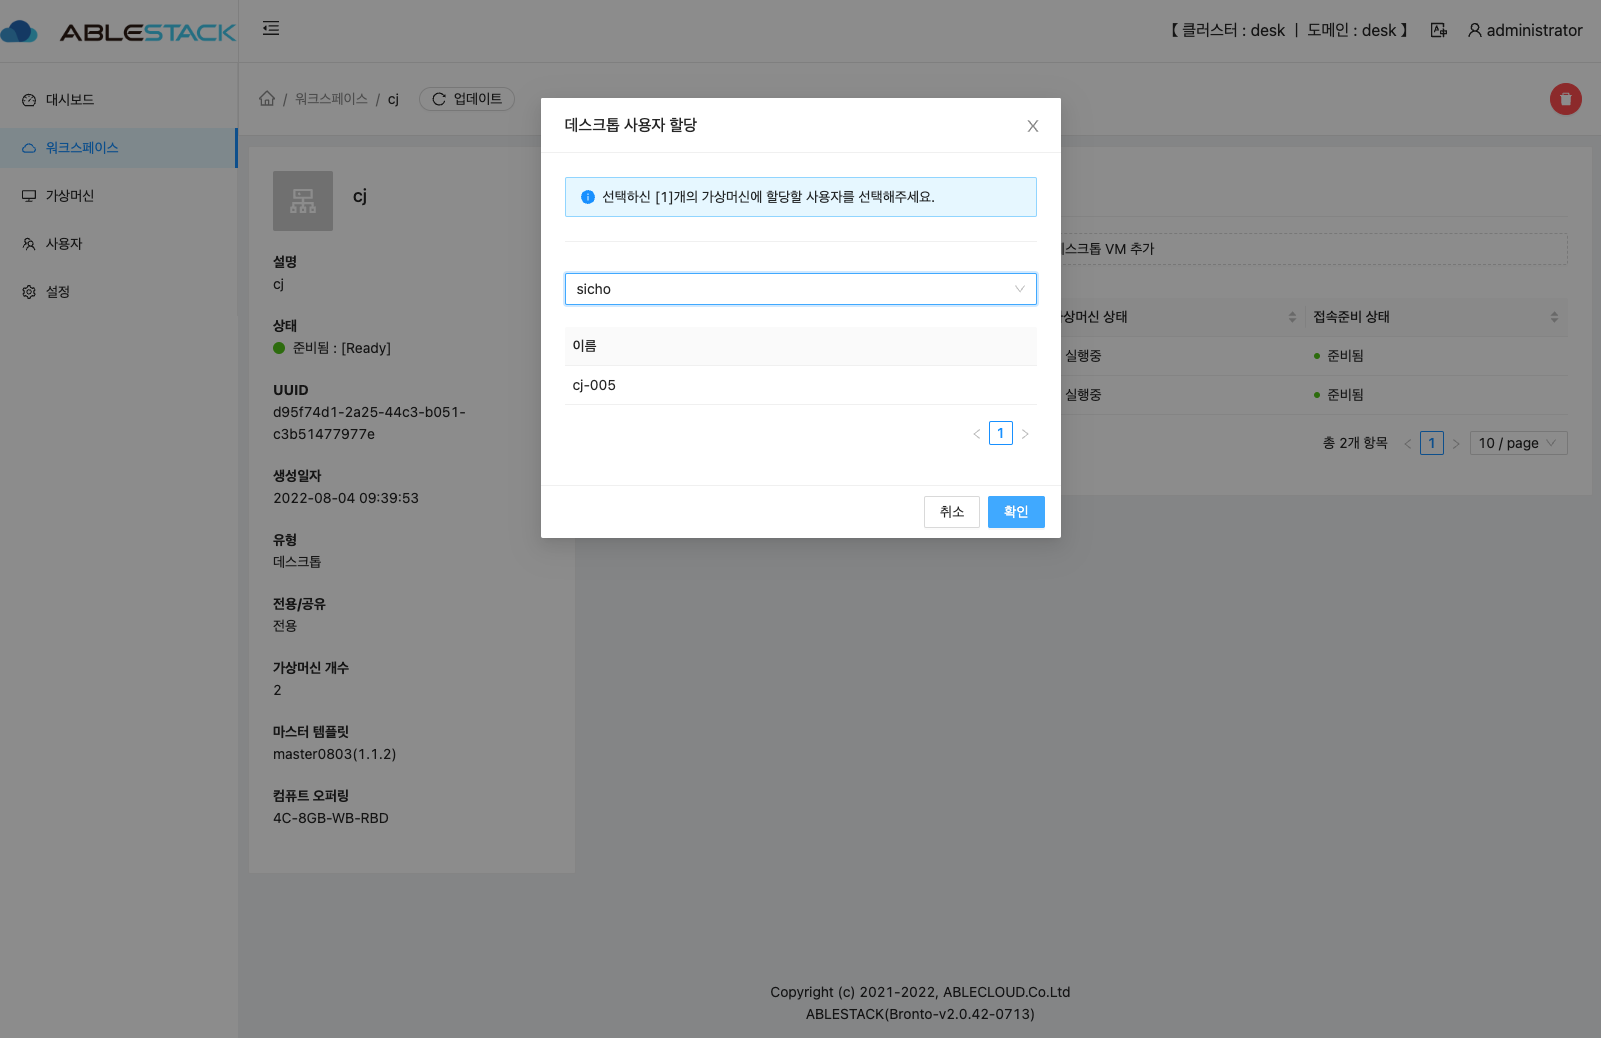 ABLESTACK
【 클러스터 : desk | 도메인 : desk 】
administrator
대시보드
워크스페이스
가상머신
사용자
설정
/ 워크스페이스 / cj
업데이트
cj
설명
cj
상태
준비됨 : [Ready]
UUID
d95f74d1-2a25-44c3-b051-
c3b51477977e
생성일자
2022-08-04 09:39:53
유형
데스크톱
전용/공유
전용
가상머신 개수
2
마스터 템플릿
master0803(1.1.2)
컴퓨트 오퍼링
4C-8GB-WB-RBD
데스크톱 사용자 할당
선택하신 [1]개의 가상머신에 할당할 사용자를 선택해주세요.
sicho
이름
cj-005
1
취소
확인
스크톱 VM 추가
상머신 상태
접속준비 상태
실행중
준비됨
실행중
준비됨
총 2개 항목
1
10 / page
Copyright (c) 2021-2022, ABLECLOUD.Co.Ltd
ABLESTACK(Bronto-v2.0.42-0713)